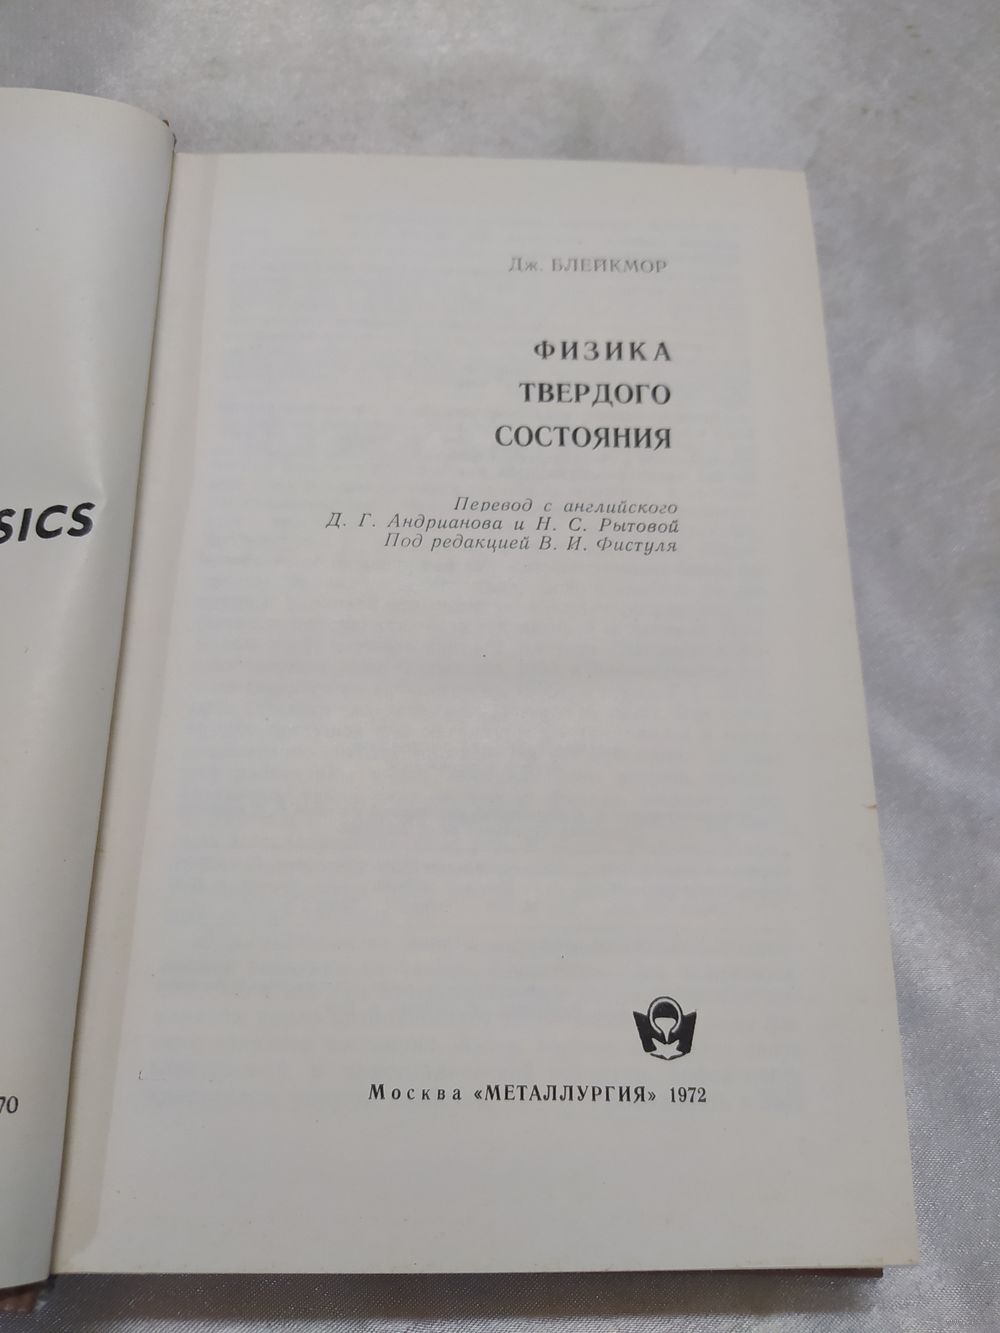 SICS
70
Дж. БЛЕЙКМОР
ФИЗИКА
ТВЕРДОГО
СОСТОЯНИЯ
Перевод с английского
Д. Г. Андрианова и Н. С. Рытовой
Под редакцией В. И. Фистуля
Москва «МЕТАЛЛУРГИЯ» 1972